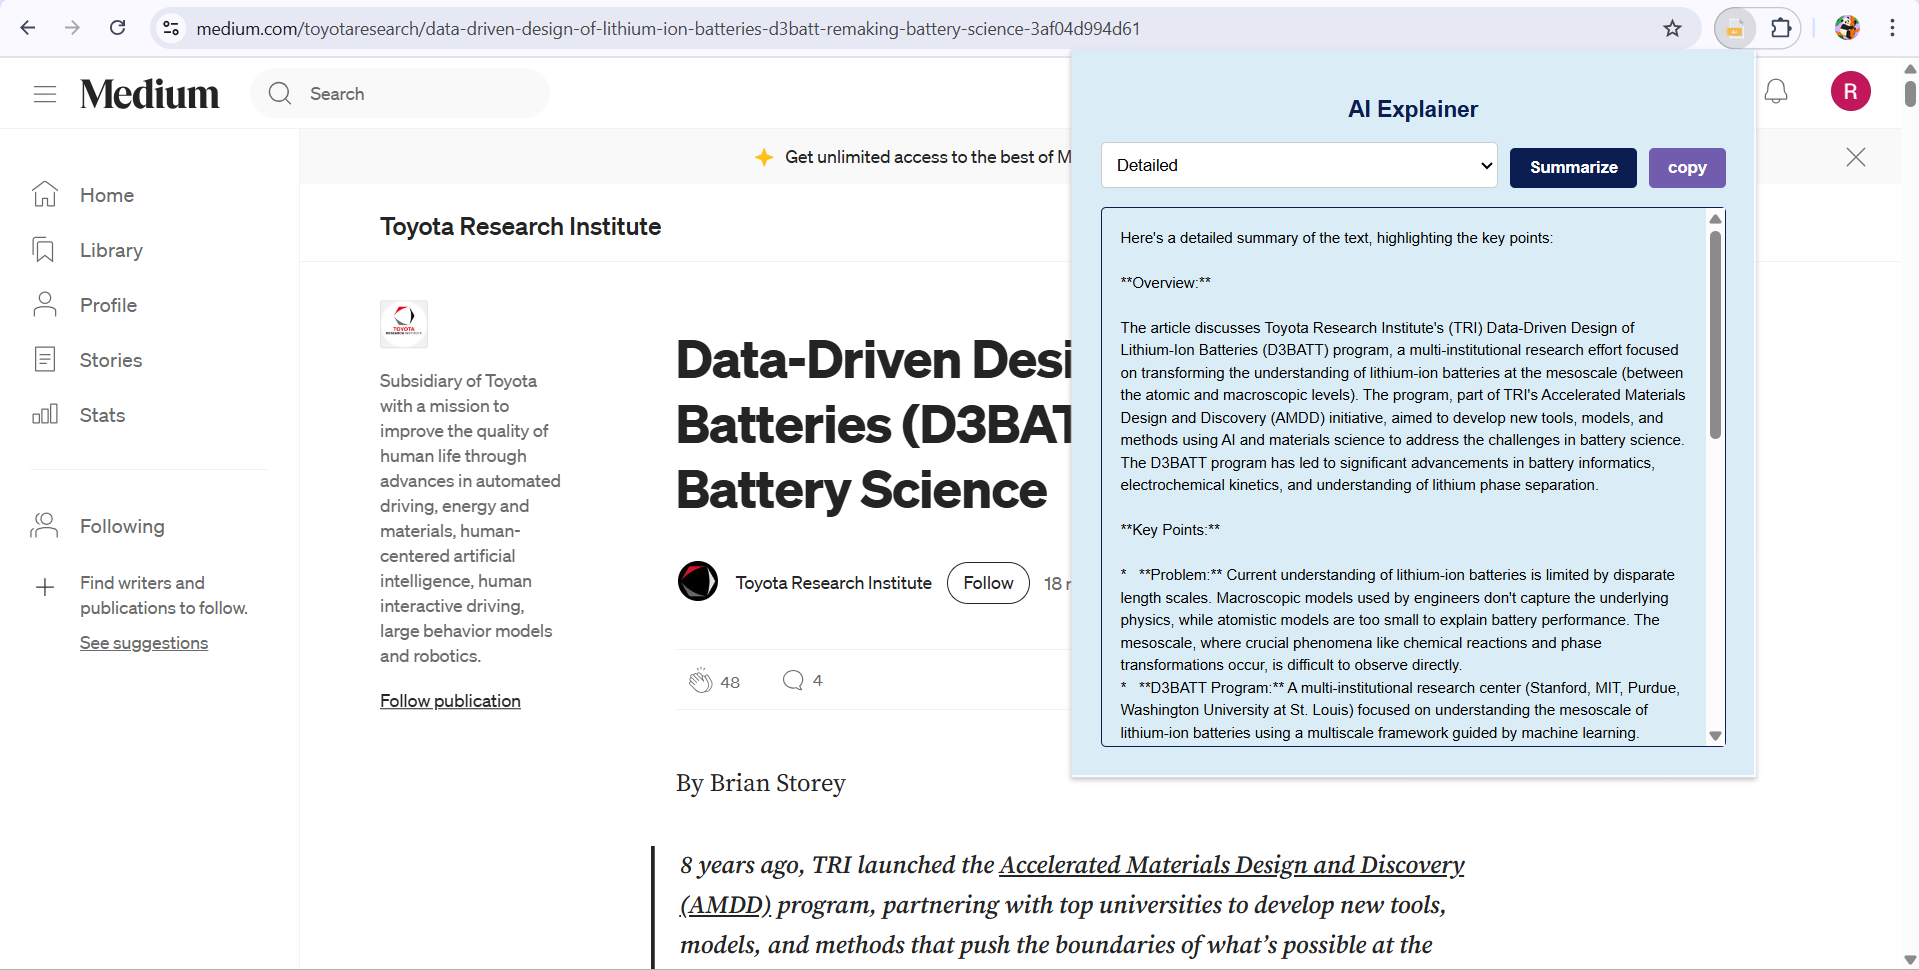 medium.com/toyotaresearch/data-driven-design-of-lithium-ion-batteries-d3batt-remaking-battery-science-3af04d994d61
Medium
Search
R
Get unlimited access to the best of M
Home
Library
Profile
Stories
Stats
Following
Find writers and
publications to follow.
See suggestions
Toyota Research Institute
TOYOTA
RESEARCH INSTITUTE
Subsidiary of Toyota
with a mission to
improve the quality of
human life through
advances in automated
driving, energy and
materials, human-
centered artificial
intelligence, human
interactive driving,
large behavior models
and robotics.
Follow publication
Data-Driven Desi
Batteries (D3BAT
Battery Science
Toyota Research Institute
Follow
18 r
48
4
By Brian Storey
8 years ago, TRI launched the Accelerated Materials Design and Discovery
(AMDD) program, partnering with top universities to develop new tools,
models, and methods that push the boundaries of what’s possible at the
AI Explainer
Detailed
Summarize
copy
Here's a detailed summary of the text, highlighting the key points:
**Overview:**
The article discusses Toyota Research Institute's (TRI) Data-Driven Design of
Lithium-Ion Batteries (D3BATT) program, a multi-institutional research effort focused
on transforming the understanding of lithium-ion batteries at the mesoscale (between
the atomic and macroscopic levels). The program, part of TRI's Accelerated Materials
Design and Discovery (AMDD) initiative, aimed to develop new tools, models, and
methods using AI and materials science to address the challenges in battery science.
The D3BATT program has led to significant advancements in battery informatics,
electrochemical kinetics, and understanding of lithium phase separation.
**Key Points:**
* **Problem:** Current understanding of lithium-ion batteries is limited by disparate
length scales. Macroscopic models used by engineers don't capture the underlying
physics, while atomistic models are too small to explain battery performance. The
mesoscale, where crucial phenomena like chemical reactions and phase
transformations occur, is difficult to observe directly.
* **D3BATT Program:** A multi-institutional research center (Stanford, MIT, Purdue,
Washington University at St. Louis) focused on understanding the mesoscale of
lithium-ion batteries using a multiscale framework guided by machine learning.